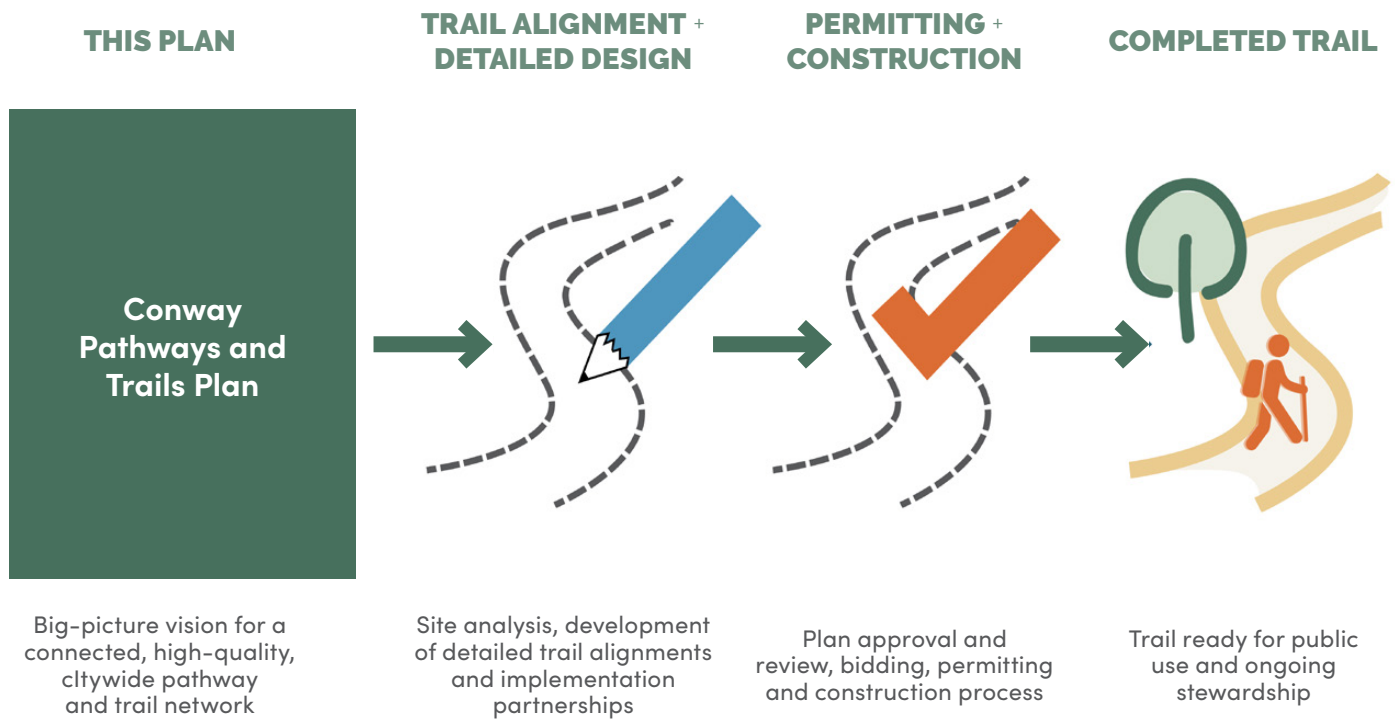 THIS PLAN
TRAIL ALIGNMENT +
DETAILED DESIGN
PERMITTING +
CONSTRUCTION
COMPLETED TRAIL
Conway
Pathways and
Trails Plan
Big-picture vision for a
connected, high-quality,
cItywide pathway
and trail network
Site analysis, development
of detailed trail alignments
and implementation
partnerships
Plan approval and
review, bidding, permitting
and construction process
Trail ready for public
use and ongoing
stewardship